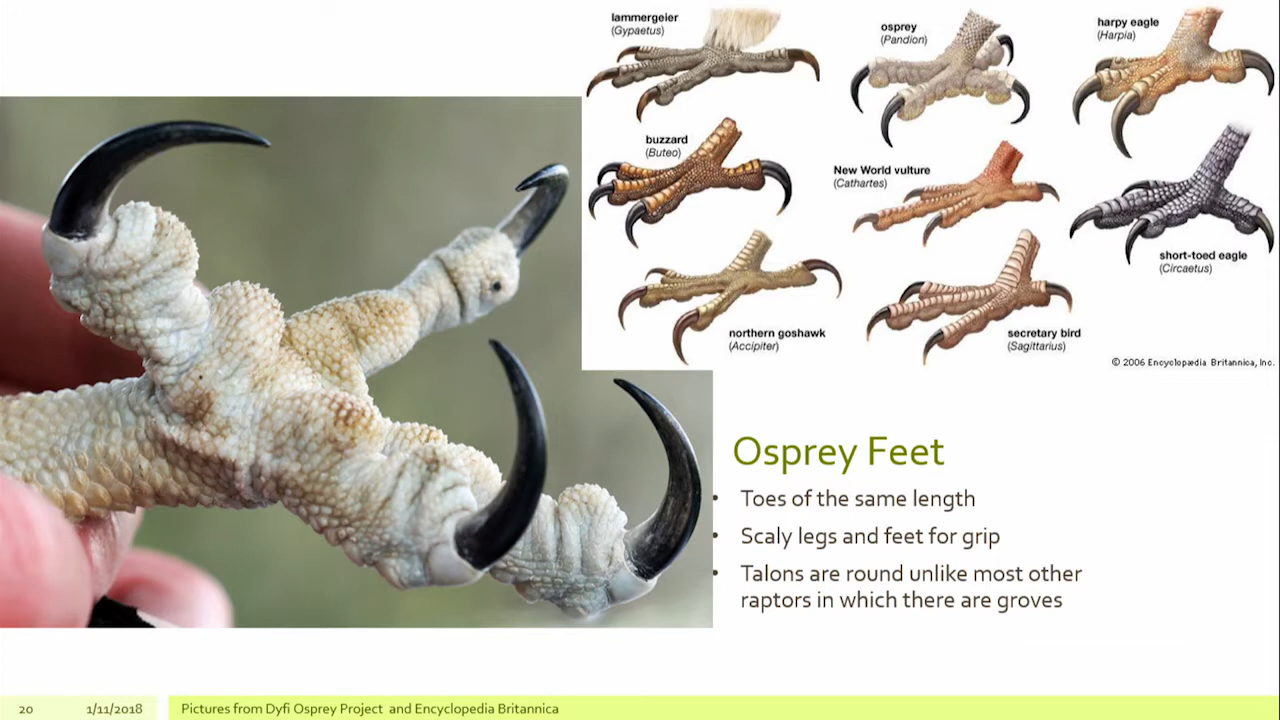 lammergeier
(Gypaetus)
osprey
(Pandion)
harpy eagle
(Harpia)
buzzard
(Buteo)
New World vulture
(Cathartes)
short-toed eagle
(Circaetus)
northern goshawk
(Accipiter)
secretary bird
(Sagittarius)
© 2006 Encyclopædia Britannica, Inc.
Osprey Feet
• Toes of the same length
• Scaly legs and feet for grip
• Talons are round unlike most other
raptors in which there are groves
20 1/11/2018 Pictures from Dyfi Osprey Project and Encyclopedia Britannica